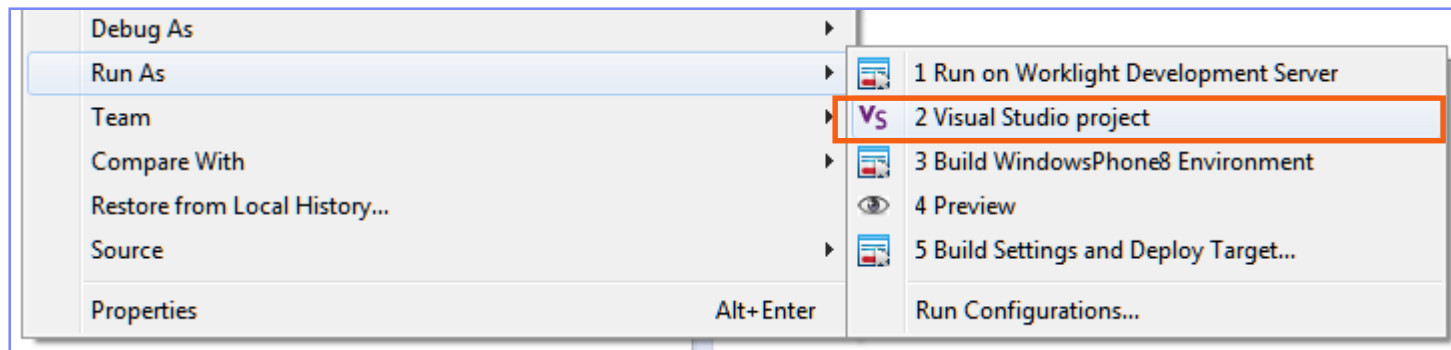 Debug As
Run As
Team
Compare With
Restore from Local History...
Source
Properties Alt+Enter
1 Run on Worklight Development Server
VS 2 Visual Studio project
3 Build WindowsPhone8 Environment
4 Preview
5 Build Settings and Deploy Target...
Run Configurations...